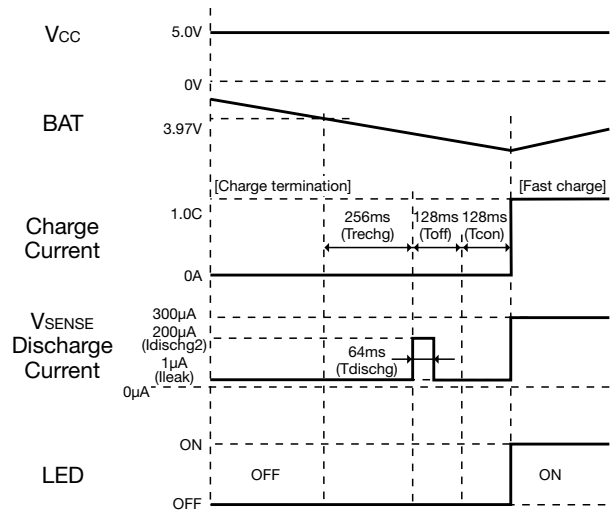 VCC
5.0V
0V
BAT
3.97V
[Charge termination]
[Fast charge]
Charge
Current
1.0C
256ms
(Trechg)
128ms
(Toff)
128ms
(Tcon)
0A
VSENSE
Discharge
Current
300µA
200µA
(Idischg2)
1µA
(Ileak)
0µA
64ms
(Tdischg)
LED
ON
OFF
ON
OFF